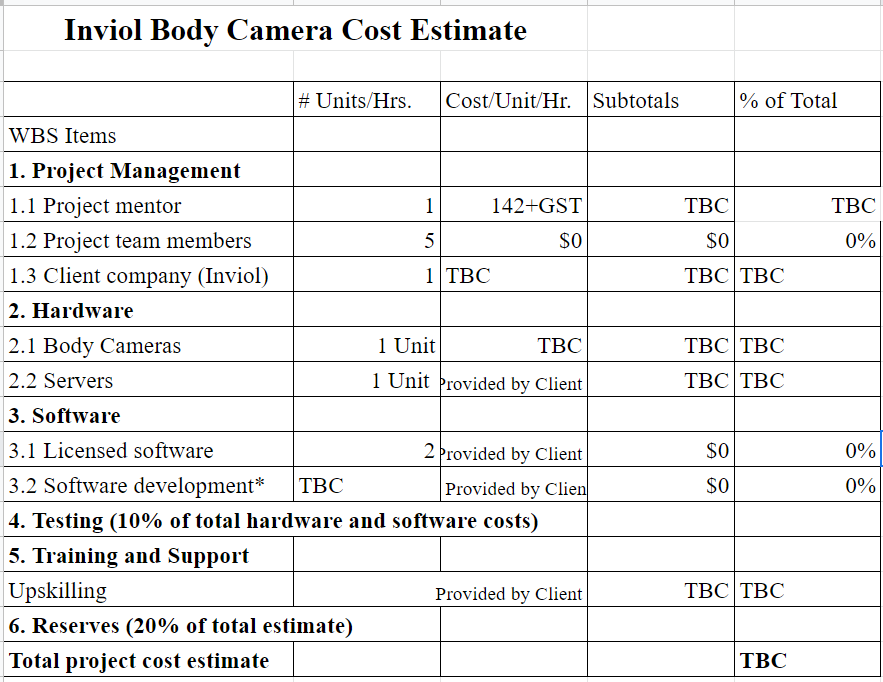 Inviol Body Camera Cost Estimate
# Units/Hrs. Cost/Unit/Hr. Subtotals % of Total
WBS Items
1. Project Management
1.1 Project mentor 1 142+GST TBC TBC
1.2 Project team members 5 $0 $0 0%
1.3 Client company (Inviol) 1 TBC TBC TBC
2. Hardware
2.1 Body Cameras 1 Unit TBC TBC TBC
2.2 Servers 1 Unit Provided by Client TBC TBC
3. Software
3.1 Licensed software 2 Provided by Client $0 0%
3.2 Software development* TBC Provided by Clien $0 0%
4. Testing (10% of total hardware and software costs)
5. Training and Support
Upskilling Provided by Client TBC TBC
6. Reserves (20% of total estimate)
Total project cost estimate TBC